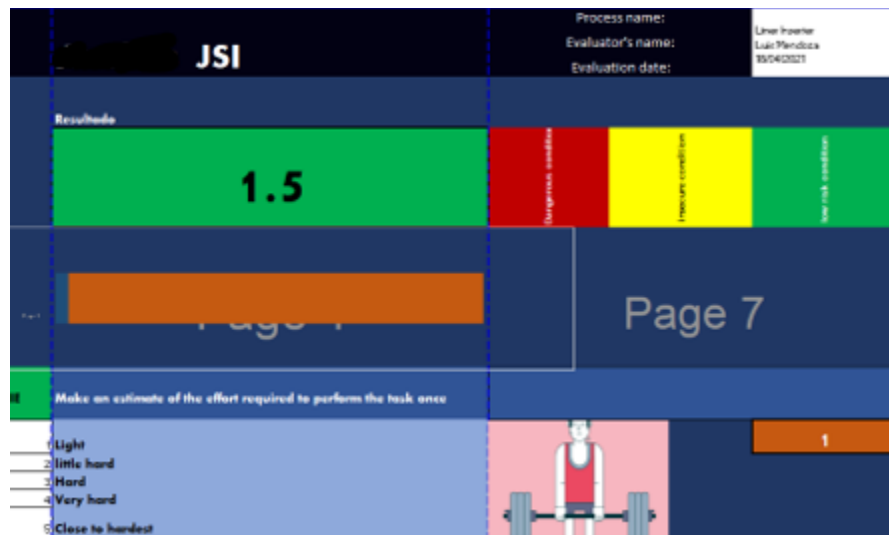 JSI
Process name:
Evaluator's name:
Evaluation date:
Liner Inserter
Luis Mendoza
18/04/2021
Resultado
1.5
Dangerous condition
Insecure condition
low risk condition
Page 7
Make an estimate of the effort required to perform the task once
1
1 Light
2 little hard
3 Hard
4 Very hard
5 Close to hardest